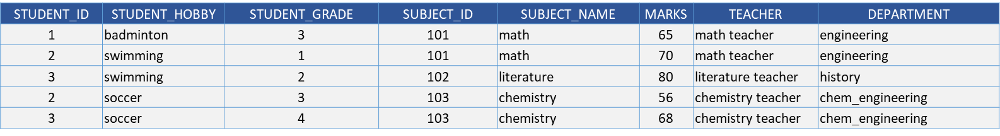 STUDENT_ID STUDENT_HOBBY STUDENT_GRADE SUBJECT_ID SUBJECT_NAME MARKS TEACHER DEPARTMENT
1 badminton 3 101 math 65 math teacher engineering
2 swimming 1 101 math 70 math teacher engineering
3 swimming 2 102 literature 80 literature teacher history
2 soccer 3 103 chemistry 56 chemistry teacher chem_engineering
3 soccer 4 103 chemistry 68 chemistry teacher chem_engineering